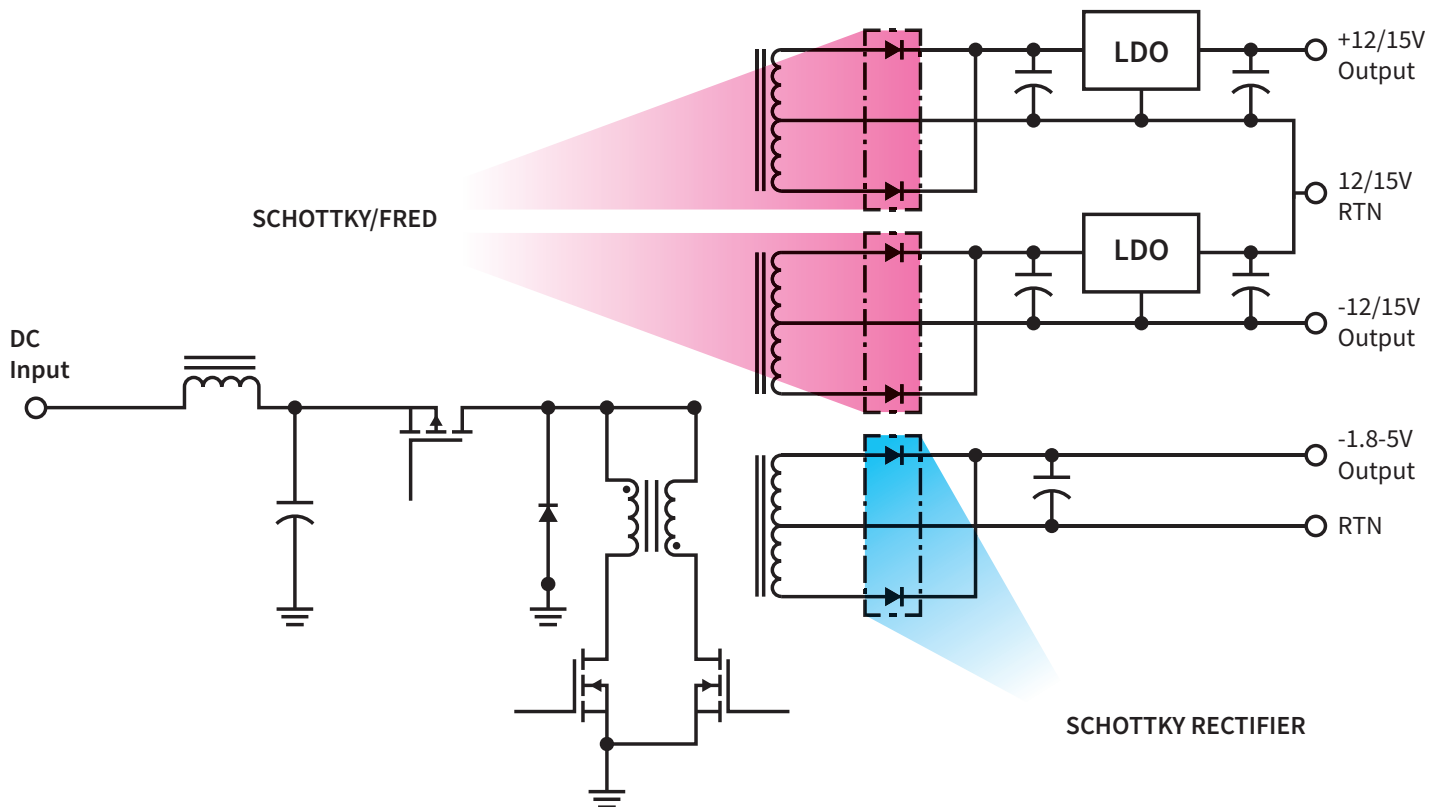 +12/15V
Output
LDO
12/15V
RTN
SCHOTTKY/FRED
LDO
-12/15V
Output
DC
Input
-1.8-5V
Output
RTN
SCHOTTKY RECTIFIER